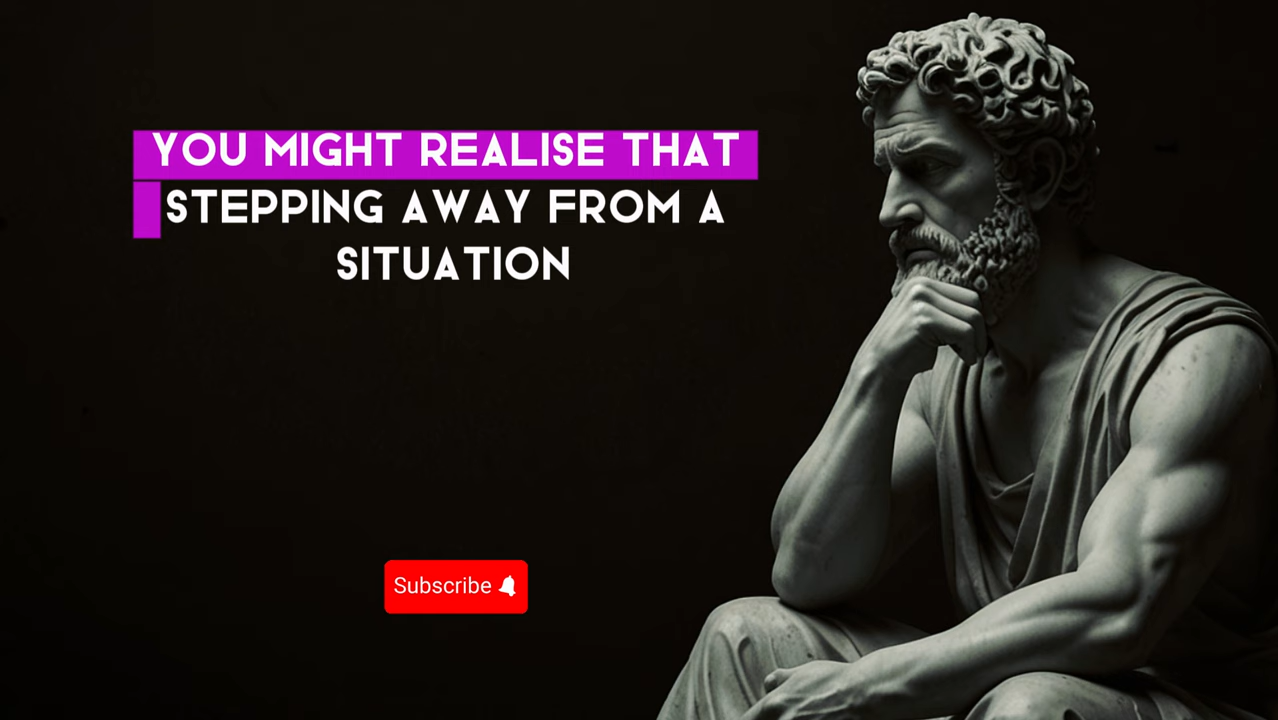 YOU MIGHT REALISE THAT
STEPPING AWAY FROM A
SITUATION
Subscribe